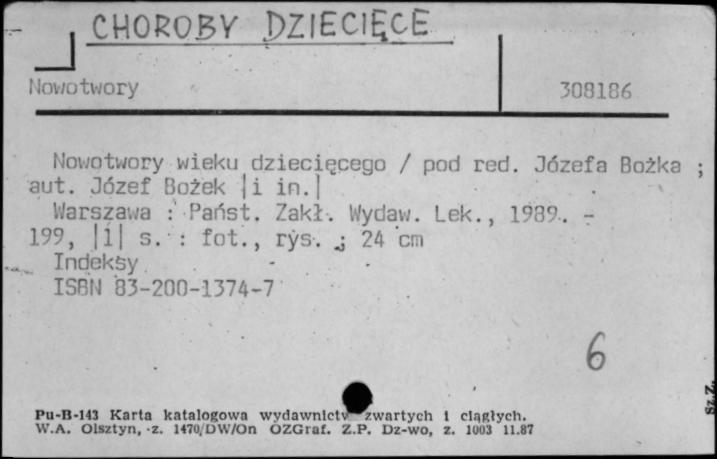 CHOROBY DZIECIĘCE
Nowotwory 308186
Nowotwory wieku dziecięcego / pod red. Józefa Bożka ;
aut. Józef Bożek |i in.|
Warszawa : Państ. Zakł. Wydaw. Lek., 1989. -
199, |1| s. : fot., rys. ; 24 cm
Indeksy
ISBN 83-200-1374-7
6
Pu-B-143 Karta katalogowa wydawnictw zwartych i ciągłych.
W.A. Olsztyn, z. 1470/DW/On OZGraf. Z.P. Dz-wo, z. 1003 11.87
Sz.Z.